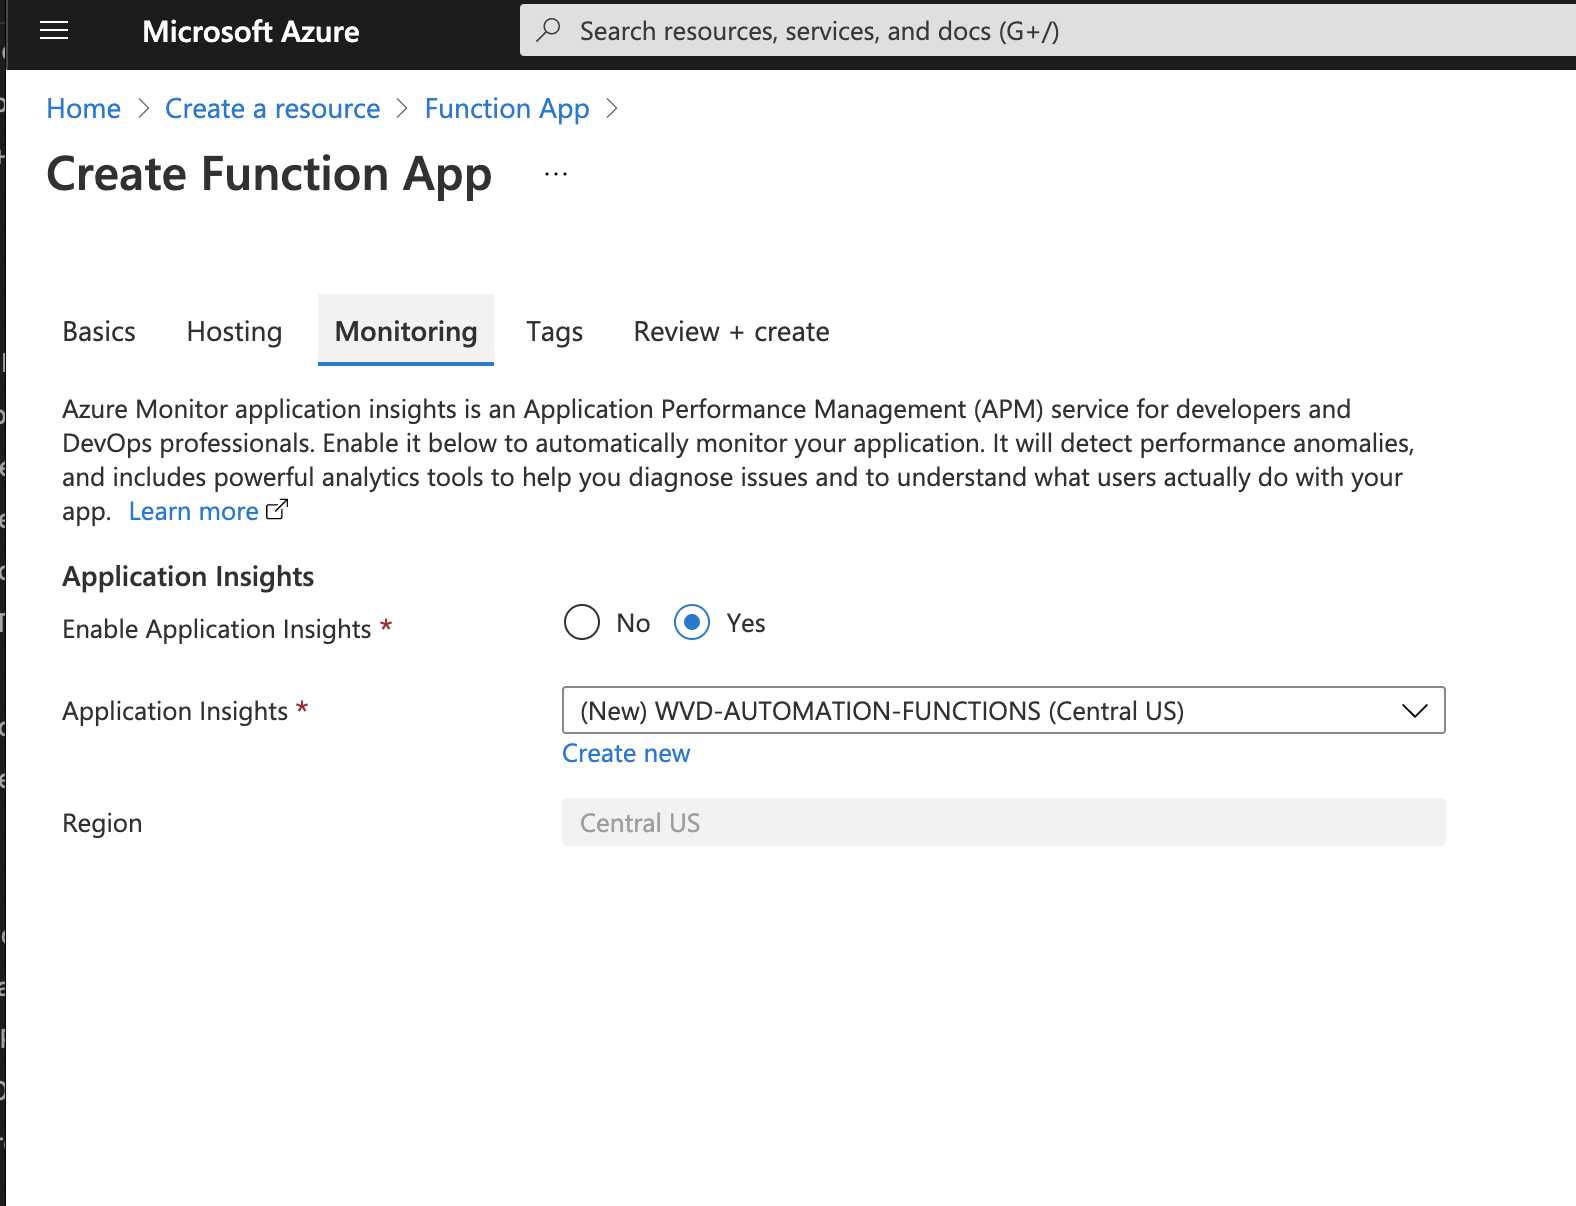 Microsoft Azure
Search resources, services, and docs (G+/)
Home > Create a resource > Function App >
Create Function App ...
Basics Hosting Monitoring Tags Review + create
Azure Monitor application insights is an Application Performance Management (APM) service for developers and
DevOps professionals. Enable it below to automatically monitor your application. It will detect performance anomalies,
and includes powerful analytics tools to help you diagnose issues and to understand what users actually do with your
app. Learn more
Application Insights
Enable Application Insights * No Yes
Application Insights * (New) WVD-AUTOMATION-FUNCTIONS (Central US)
Create new
Region Central US